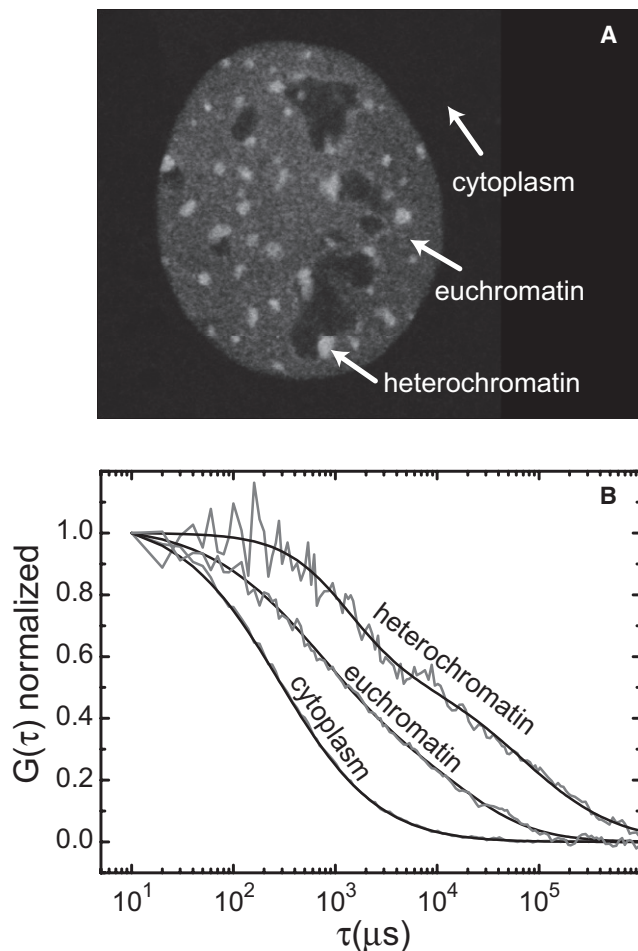 A
cytoplasm
euchromatin
heterochromatin
B
G(τ) normalized
1.0
0.8
0.6
0.4
0.2
0.0
heterochromatin
euchromatin
cytoplasm
10¹ 10² 10³ 10⁴ 10⁵
τ(μs)